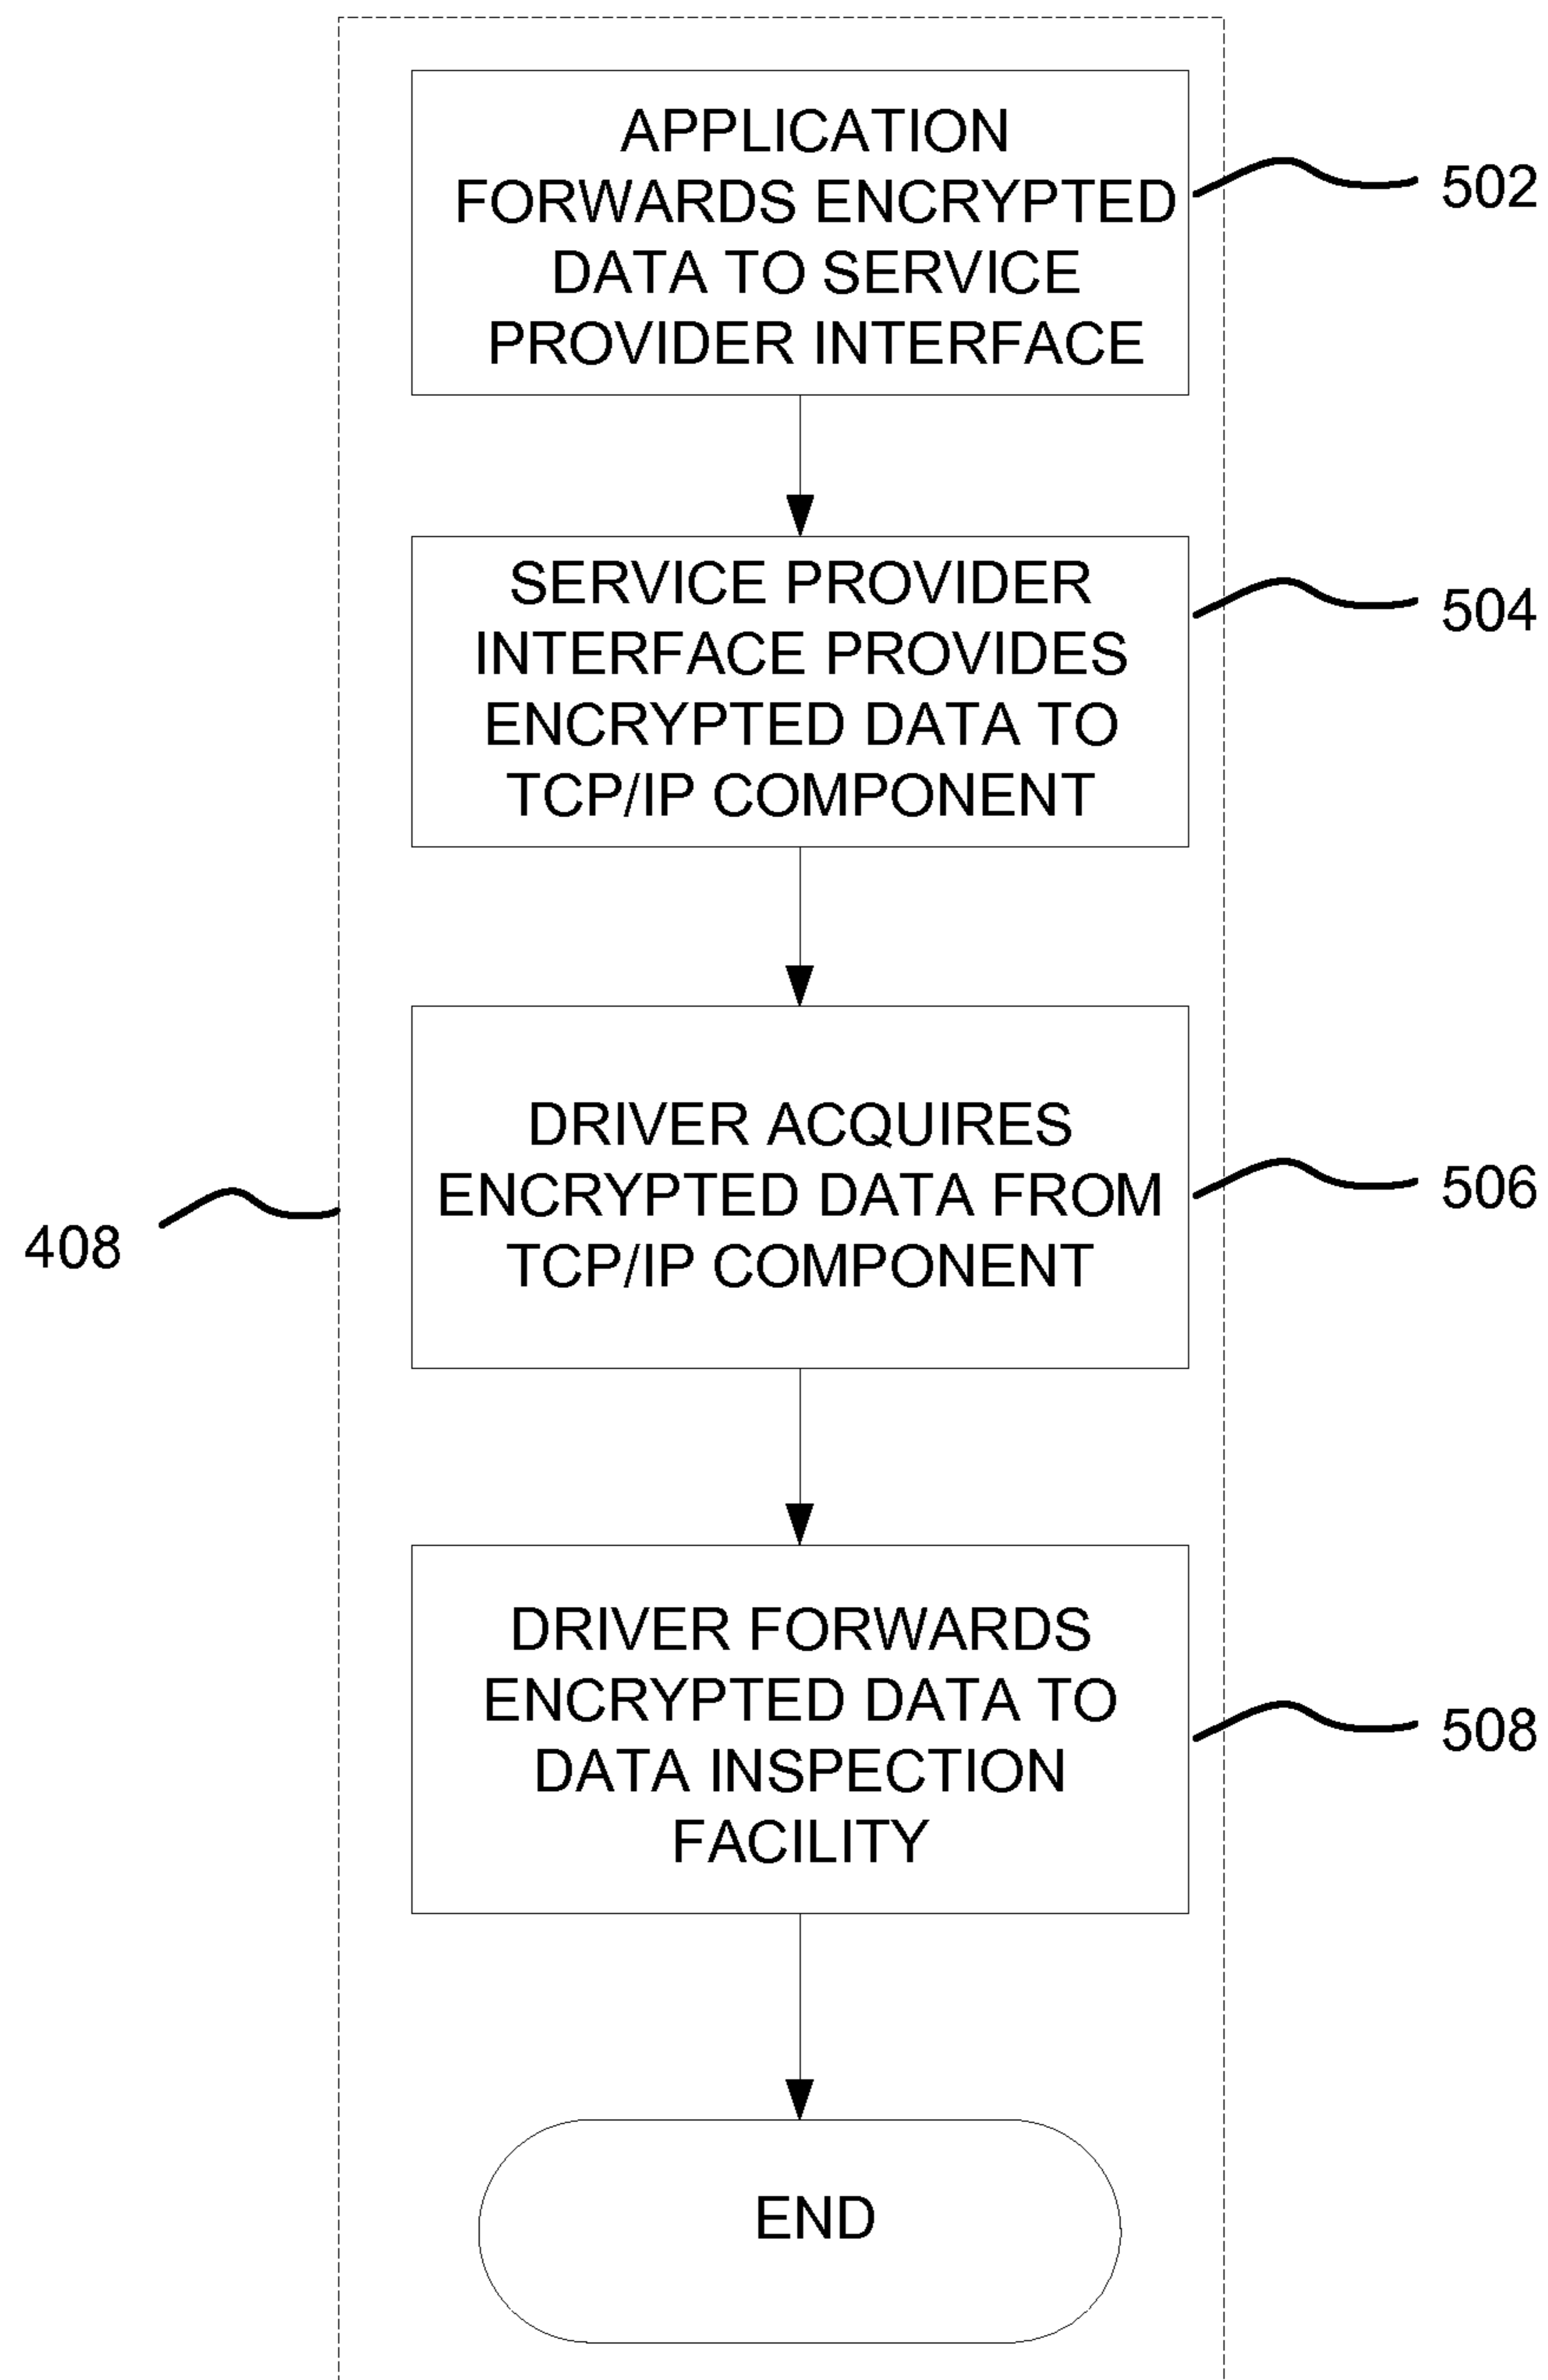 APPLICATION
FORWARDS ENCRYPTED
DATA TO SERVICE
PROVIDER INTERFACE
502
SERVICE PROVIDER
INTERFACE PROVIDES
ENCRYPTED DATA TO
TCP/IP COMPONENT
504
DRIVER ACQUIRES
ENCRYPTED DATA FROM
TCP/IP COMPONENT
506
408
DRIVER FORWARDS
ENCRYPTED DATA TO
DATA INSPECTION
FACILITY
508
END